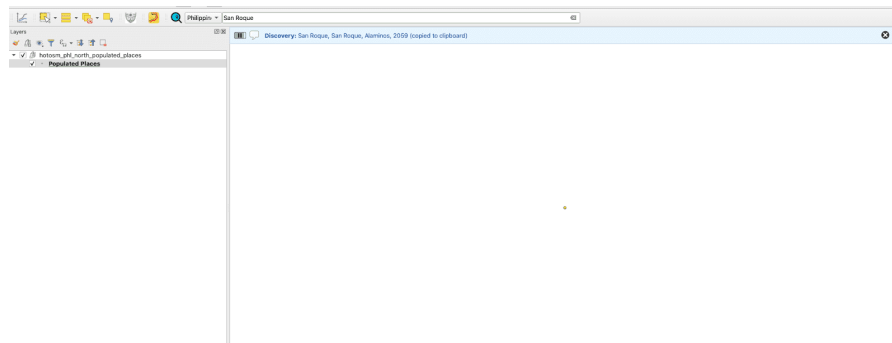 Philippin
San Roque
Layers
Discovery: San Roque, San Roque, Alaminos, 2059 (copied to clipboard)
hotosm_phl_north_populated_places
Populated Places